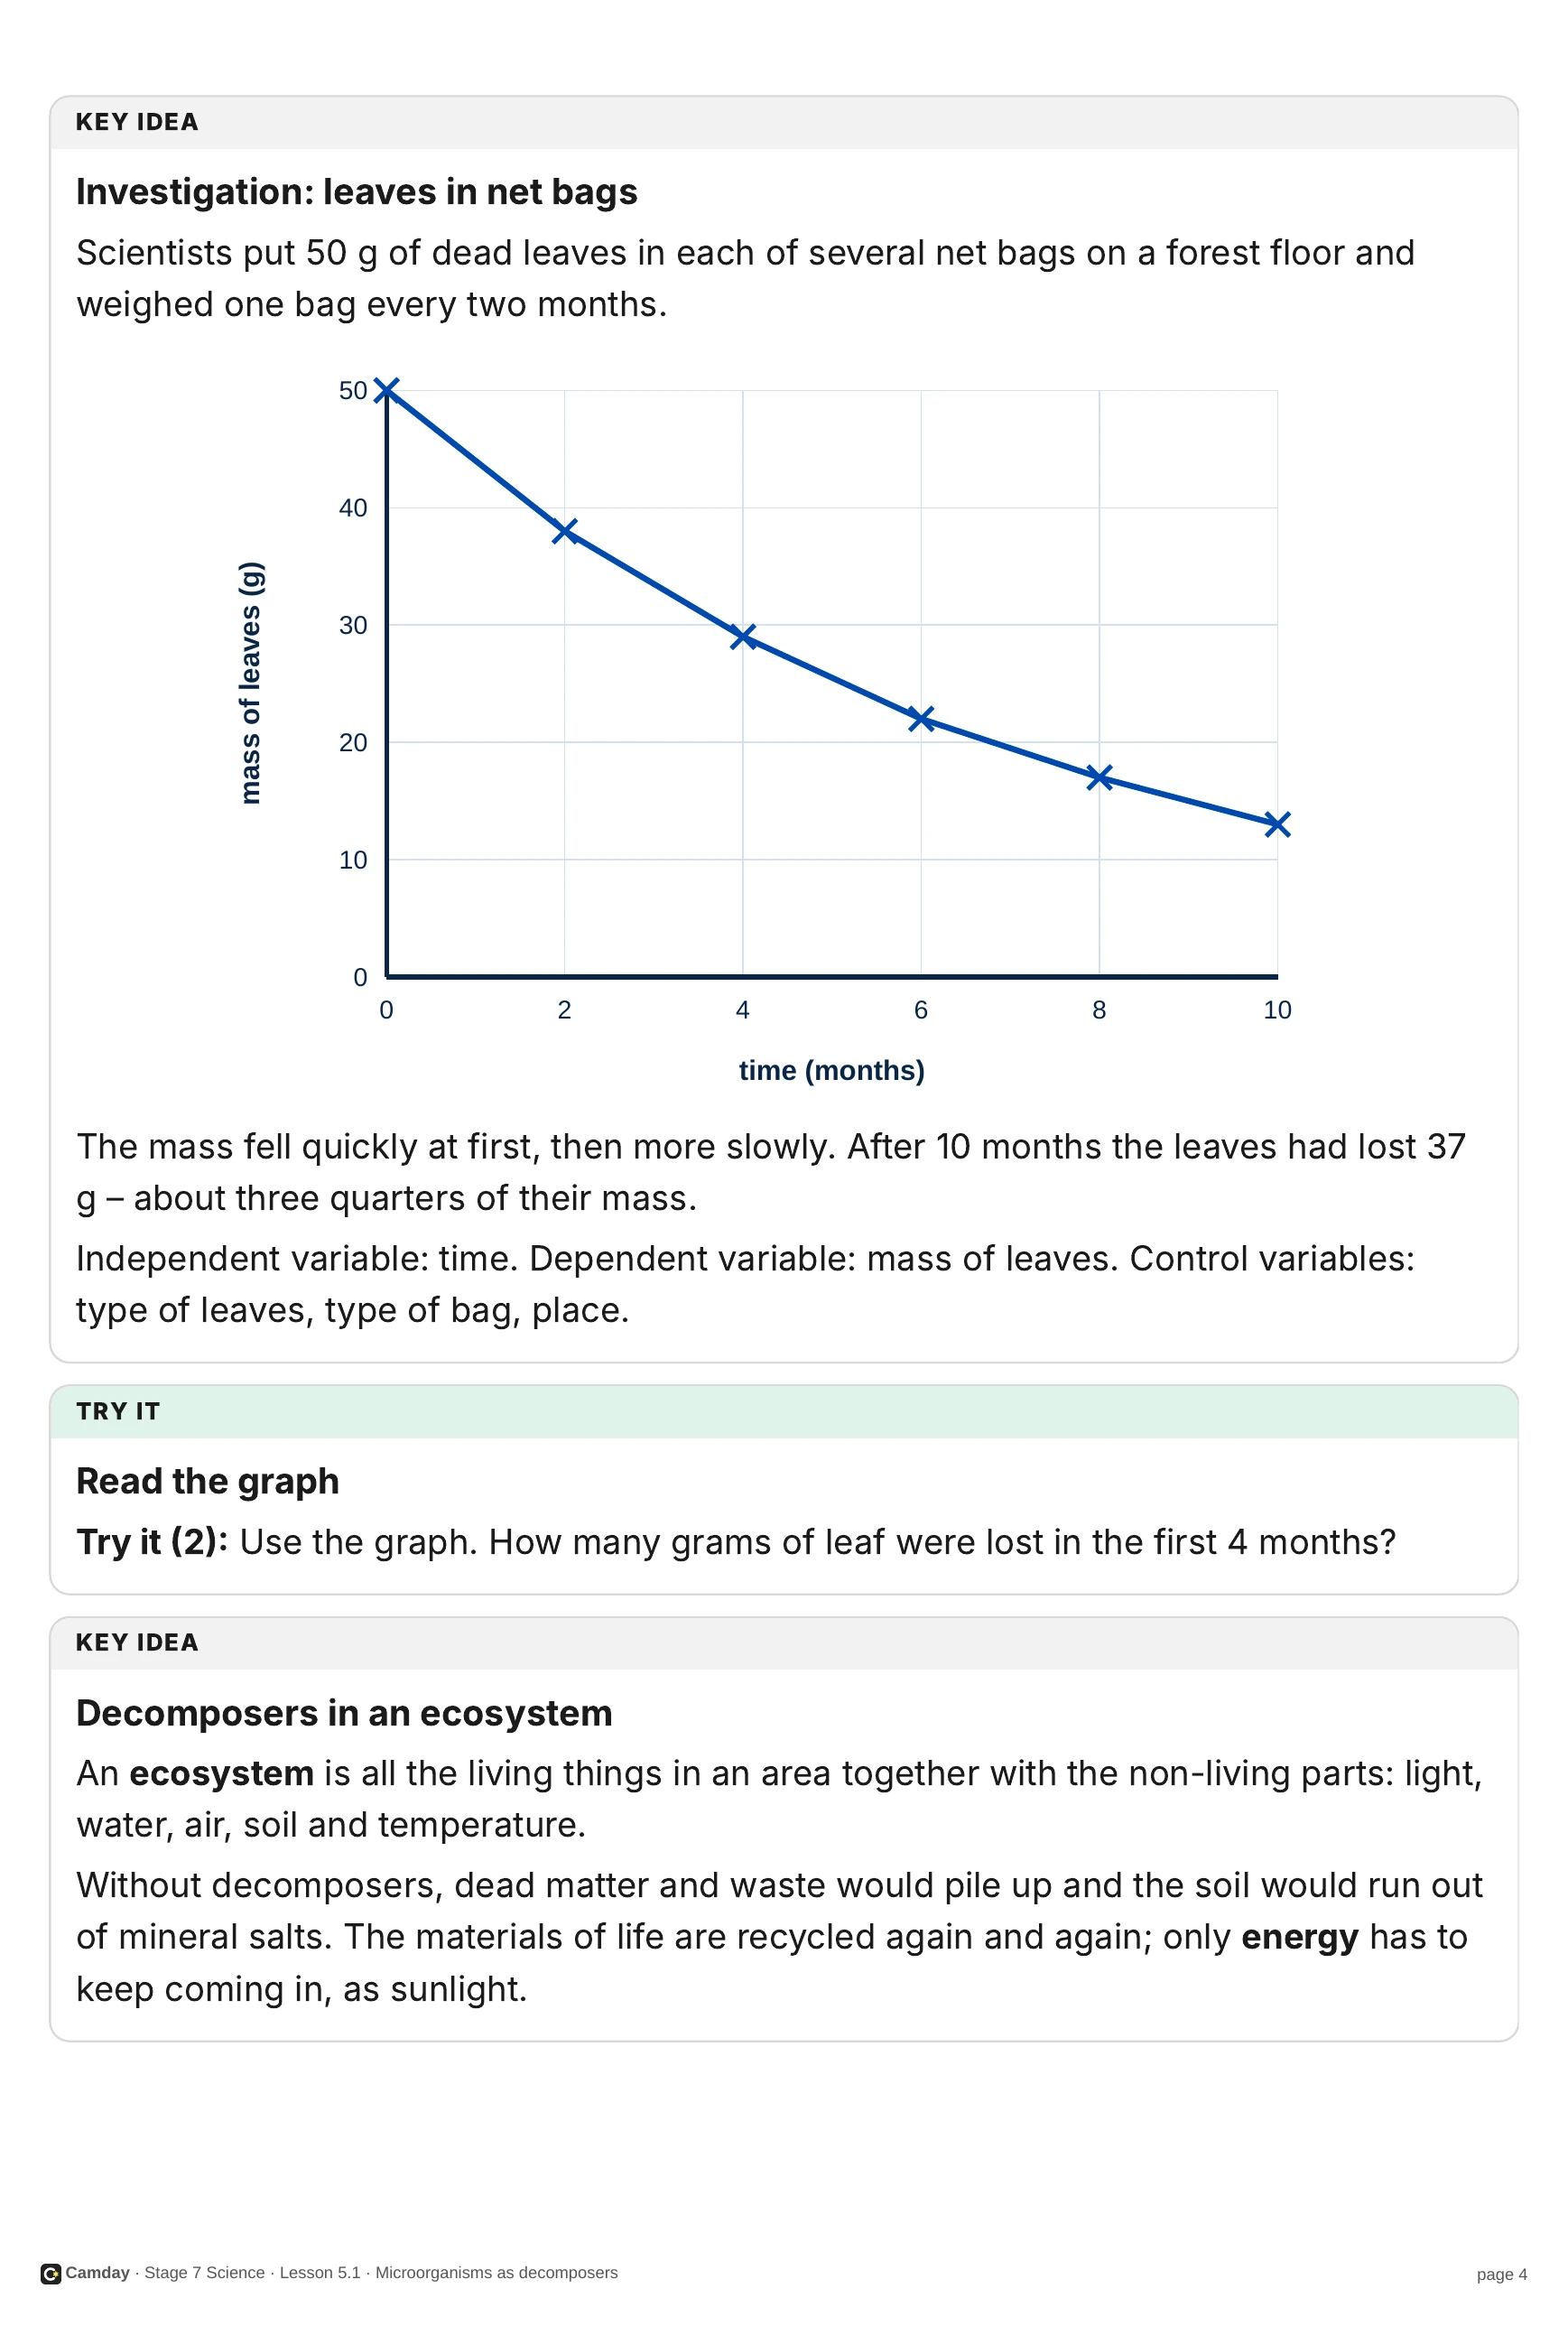 KEY IDEA
Investigation: leaves in net bags
Scientists put 50 g of dead leaves in each of several net bags on a forest floor and
weighed one bag every two months.
50
40
30
20
10
0
mass of leaves (g)
0 2 4 6 8 10
time (months)
The mass fell quickly at first, then more slowly. After 10 months the leaves had lost 37
g – about three quarters of their mass.
Independent variable: time. Dependent variable: mass of leaves. Control variables:
type of leaves, type of bag, place.
TRY IT
Read the graph
Try it (2): Use the graph. How many grams of leaf were lost in the first 4 months?
KEY IDEA
Decomposers in an ecosystem
An ecosystem is all the living things in an area together with the non-living parts: light,
water, air, soil and temperature.
Without decomposers, dead matter and waste would pile up and the soil would run out
of mineral salts. The materials of life are recycled again and again; only energy has to
keep coming in, as sunlight.
Camday · Stage 7 Science · Lesson 5.1 · Microorganisms as decomposers
page 4